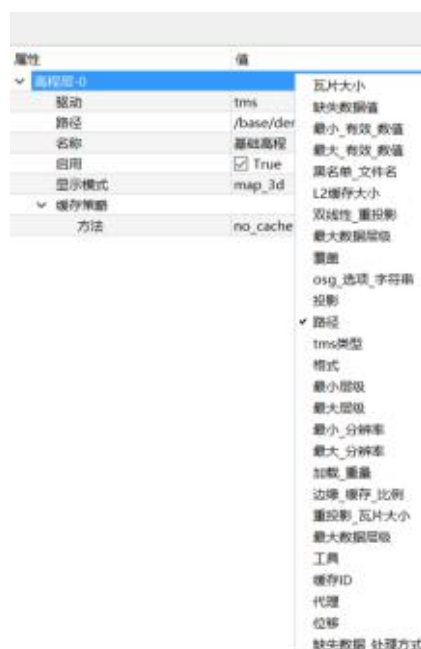 属性 值
高程层-0
驱动 tms
路径 /base/der
名称 基础高程
启用 True
显示模式 map_3d
缓存策略
方法 no_cache
瓦片大小
缺失数据值
最小_有效_数值
最大_有效_数值
黑名单_文件名
L2缓存大小
双线性_重投影
最大数据层级
覆盖
osg_选项_字符串
投影
路径
tms类型
格式
最小层级
最大层级
最小_分辨率
最大_分辨率
加载_重量
边缘_缓存_比例
重投影_瓦片大小
最大数据层级
工具
缓存ID
代理
位移
缺失数据_处理方式